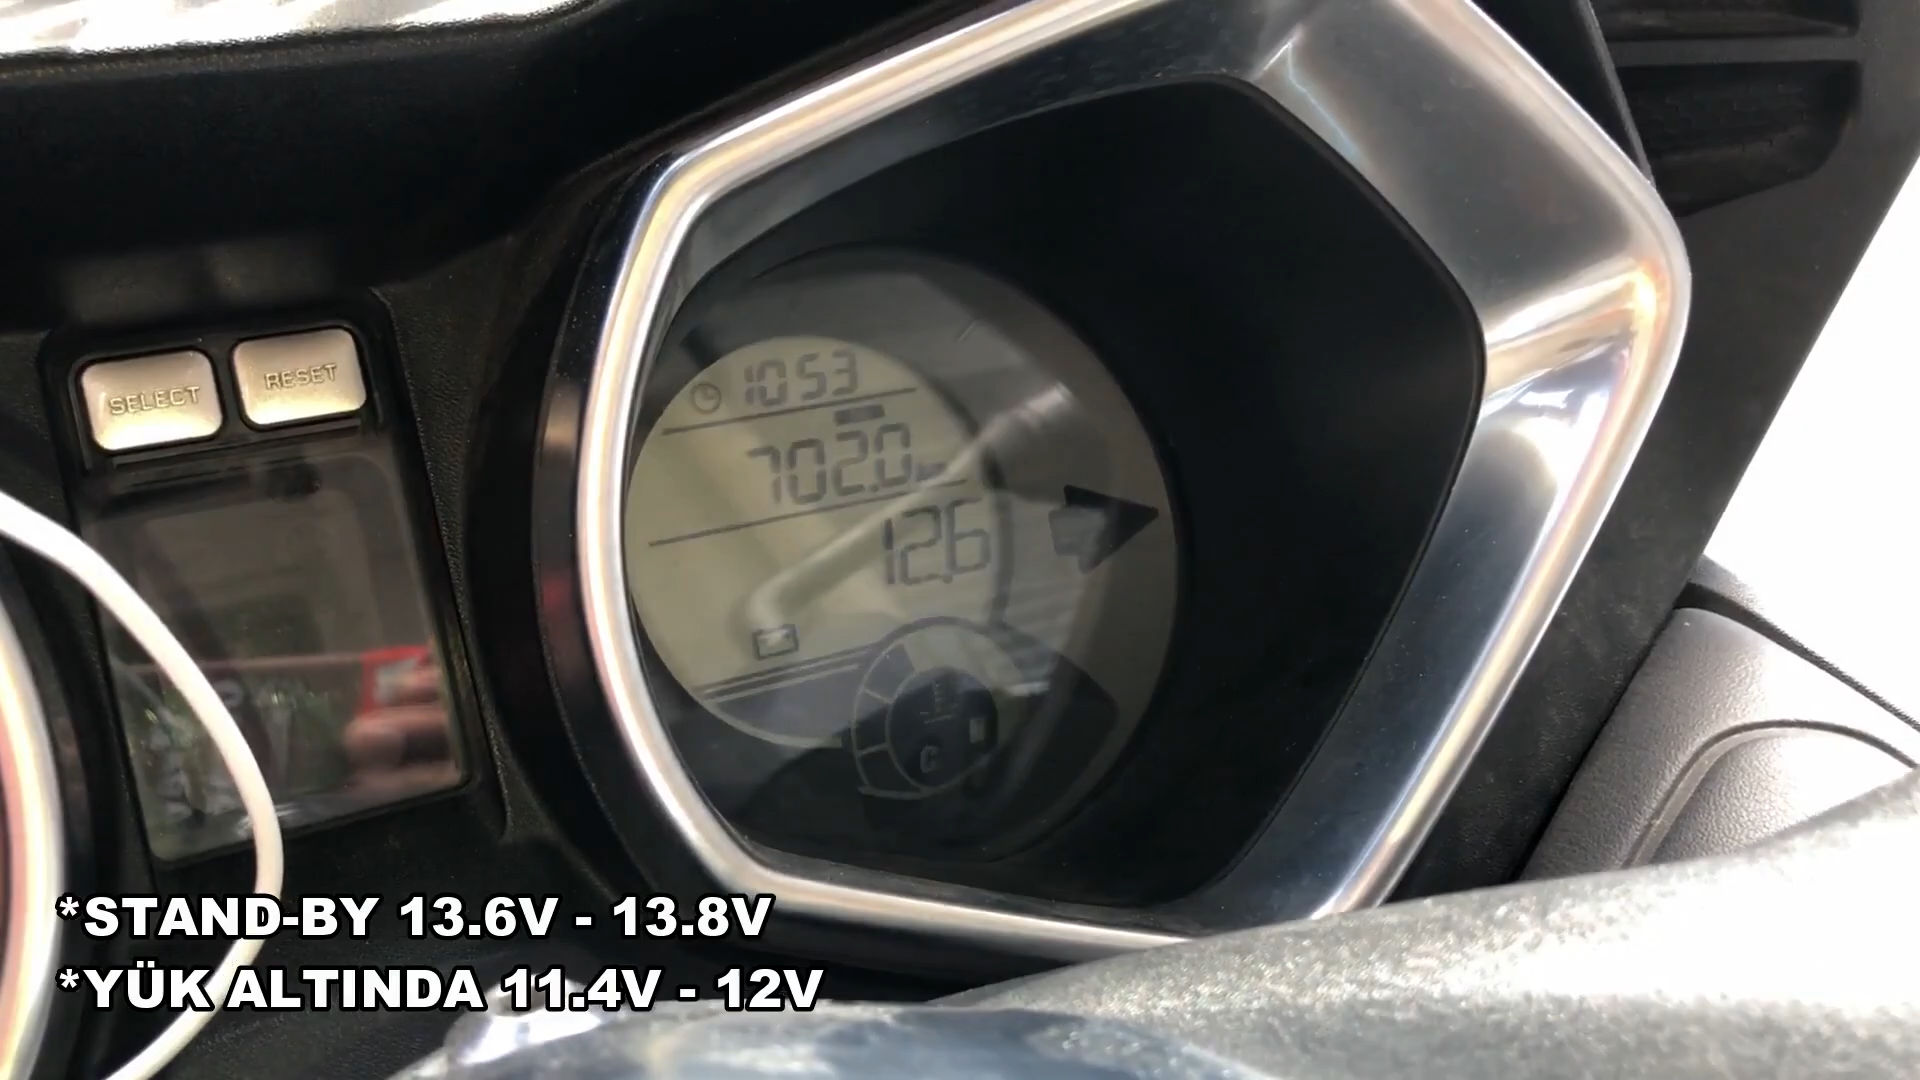 SELECT
RESET
10 53
702.0
12.6
*STAND-BY 13.6V - 13.8V
*YÜK ALTINDA 11.4V - 12V